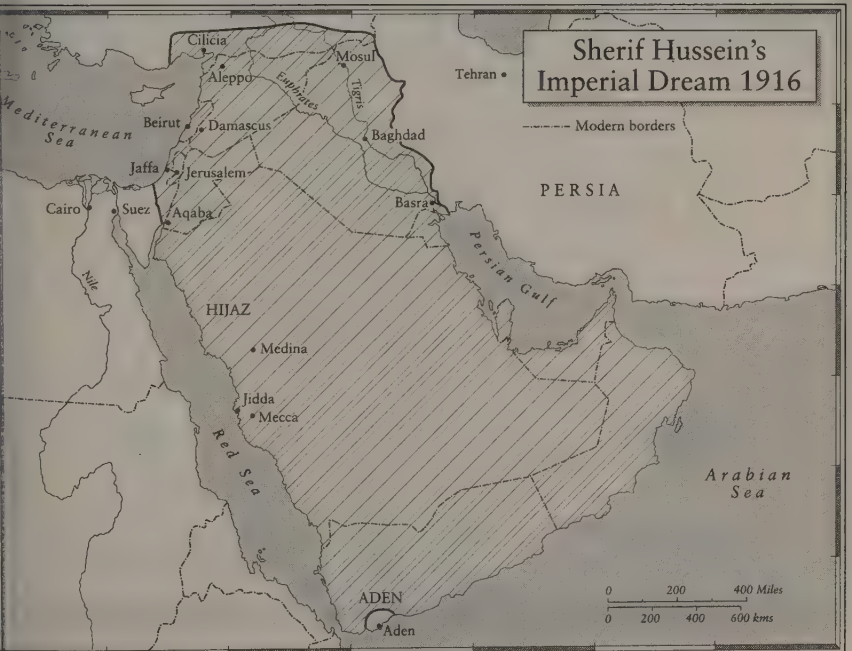 Sherif Hussein's
Imperial Dream 1916
Modern borders
Cilicia
Mosul
Tehran
Aleppo
Euphrates
Tigris
Mediterranean
Sea
Beirut
Damascus
Baghdad
Jaffa
Jerusalem
PERSIA
Cairo
Suez
Aqaba
Basra
Persian Gulf
Nile
HIJAZ
Medina
Jidda
Mecca
Red Sea
Arabian
Sea
ADEN
Aden
0 200 400 Miles
0 200 400 600 kms